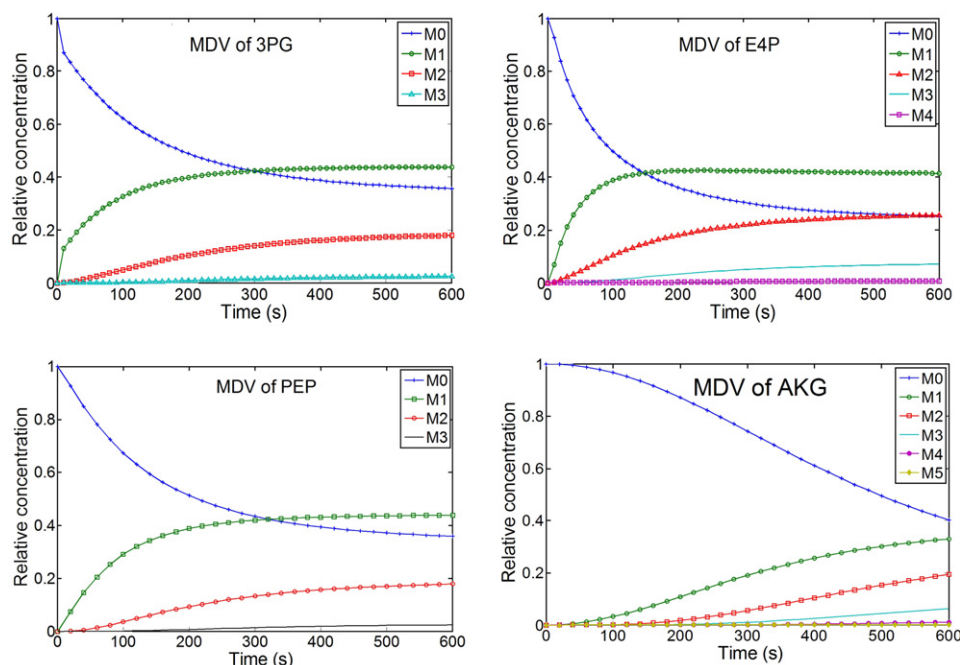 MDV of 3PG
M0
M1
M2
M3
Relative concentration
1
0.8
0.6
0.4
0.2
0
0 100 200 300 400 500 600
Time (s)
MDV of E4P
M0
M1
M2
M3
M4
Relative concentration
1
0.8
0.6
0.4
0.2
0
0 100 200 300 400 500 600
Time (s)
MDV of PEP
M0
M1
M2
M3
Relative concentration
1
0.8
0.6
0.4
0.2
0
0 100 200 300 400 500 600
Time (s)
MDV of AKG
M0
M1
M2
M3
M4
M5
Relative concentration
1
0.8
0.6
0.4
0.2
0
0 100 200 300 400 500 600
Time (s)